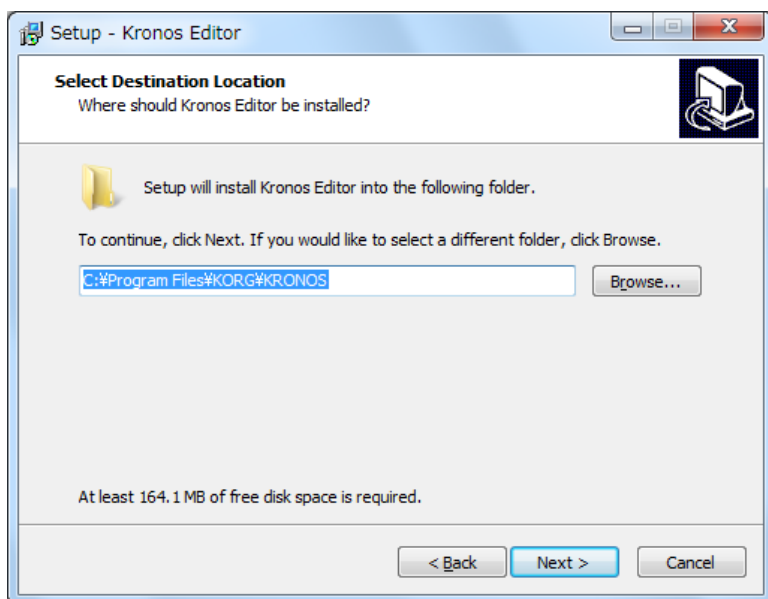 Setup - Kronos Editor
Select Destination Location
Where should Kronos Editor be installed?
Setup will install Kronos Editor into the following folder.
To continue, click Next. If you would like to select a different folder, click Browse.
C:¥Program Files¥KORG¥KRONOS
Browse...
At least 164.1 MB of free disk space is required.
< Back
Next >
Cancel